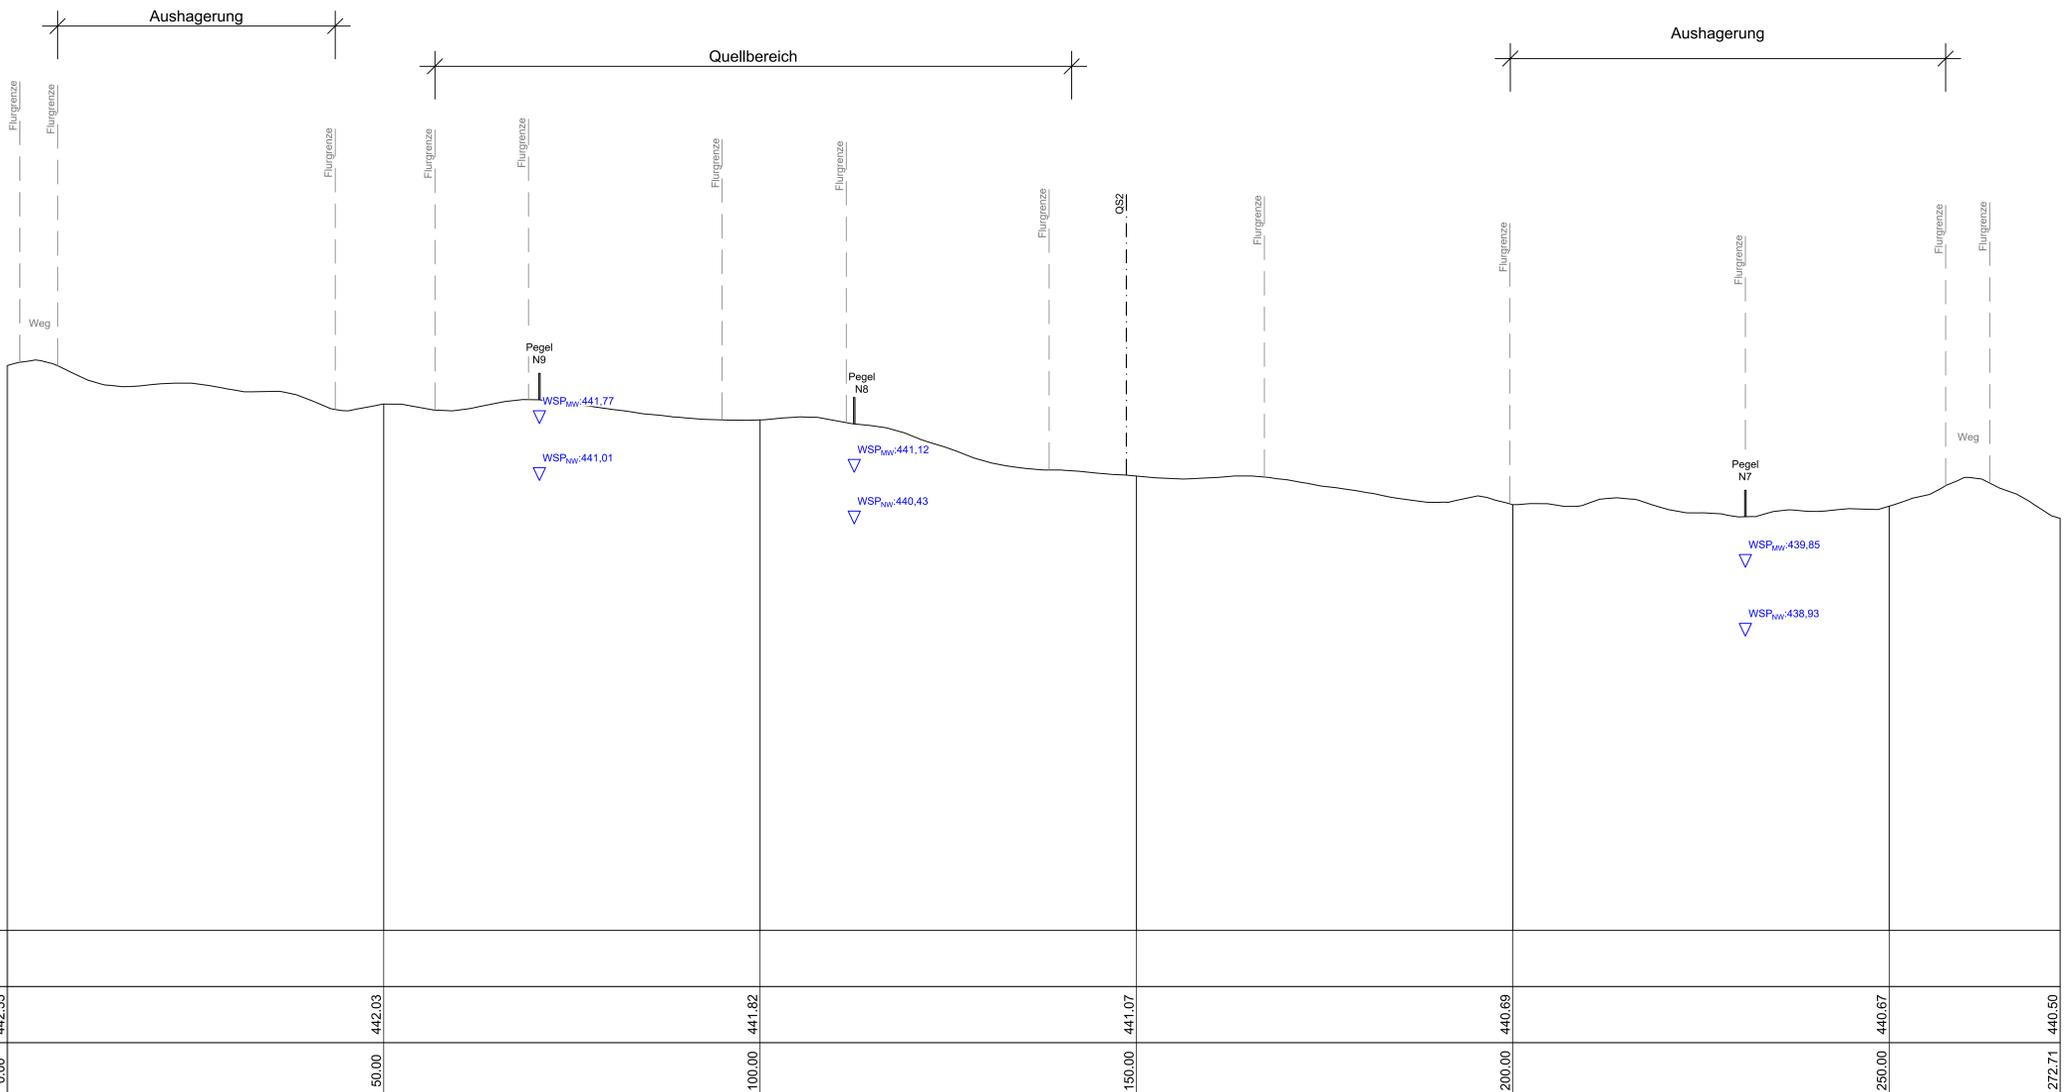 Aushagerung
Quellbereich
Aushagerung
Flurgrenze
Flurgrenze
Flurgrenze
Flurgrenze
Flurgrenze
Flurgrenze
Flurgrenze
Flurgrenze
QS2
Flurgrenze
Flurgrenze
Flurgrenze
Flurgrenze
Flurgrenze
Weg
Pegel
N9
WSPMW:441,77
WSPNW:441,01
Pegel
N8
WSPMW:441,12
WSPNW:440,43
Weg
Pegel
N7
WSPMW:439,85
WSPNW:438,93
442.03
441.82
441.07
440.69
440.67
440.50
50.00
100.00
150.00
200.00
250.00
272.71